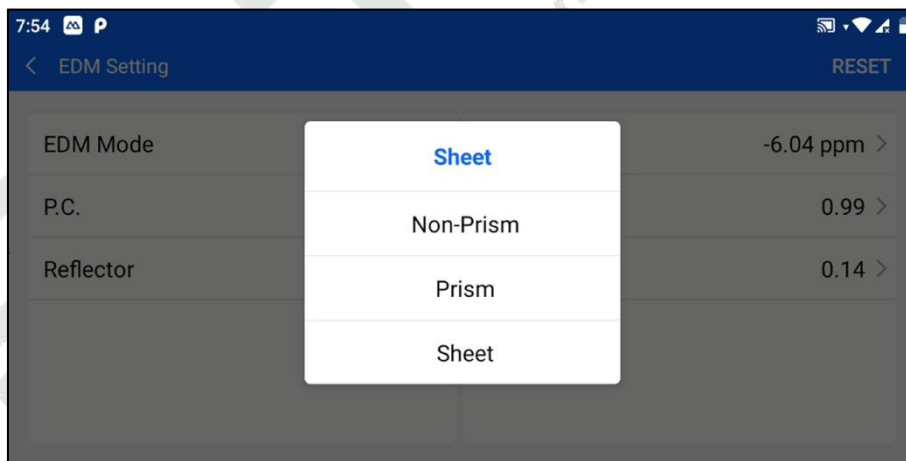 7:54
EDM Setting RESET
EDM Mode
P.C.
Reflector
Sheet
Non-Prism
Prism
Sheet
-6.04 ppm
0.99
0.14